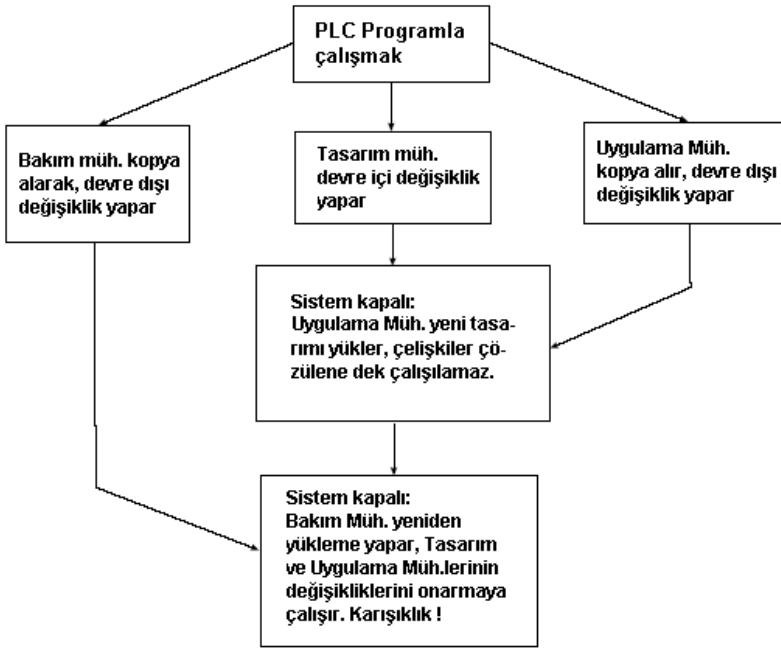 PLC Programla
çalışmak
Bakım müh. kopya
alarak, devre dışı
değişiklik yapar
Tasarım müh.
devre içi değişiklik
yapar
Uygulama Müh.
kopya alır, devre dışı
değişiklik yapar
Sistem kapalı:
Uygulama Müh. yeni tasa-
rımı yükler, çelişkiler çö-
zülene dek çalışılamaz.
Sistem kapalı:
Bakım Müh. yeniden
yükleme yapar, Tasarım
ve Uygulama Müh.lerinin
değişikliklerini onarmaya
çalışır. Karışıklık !